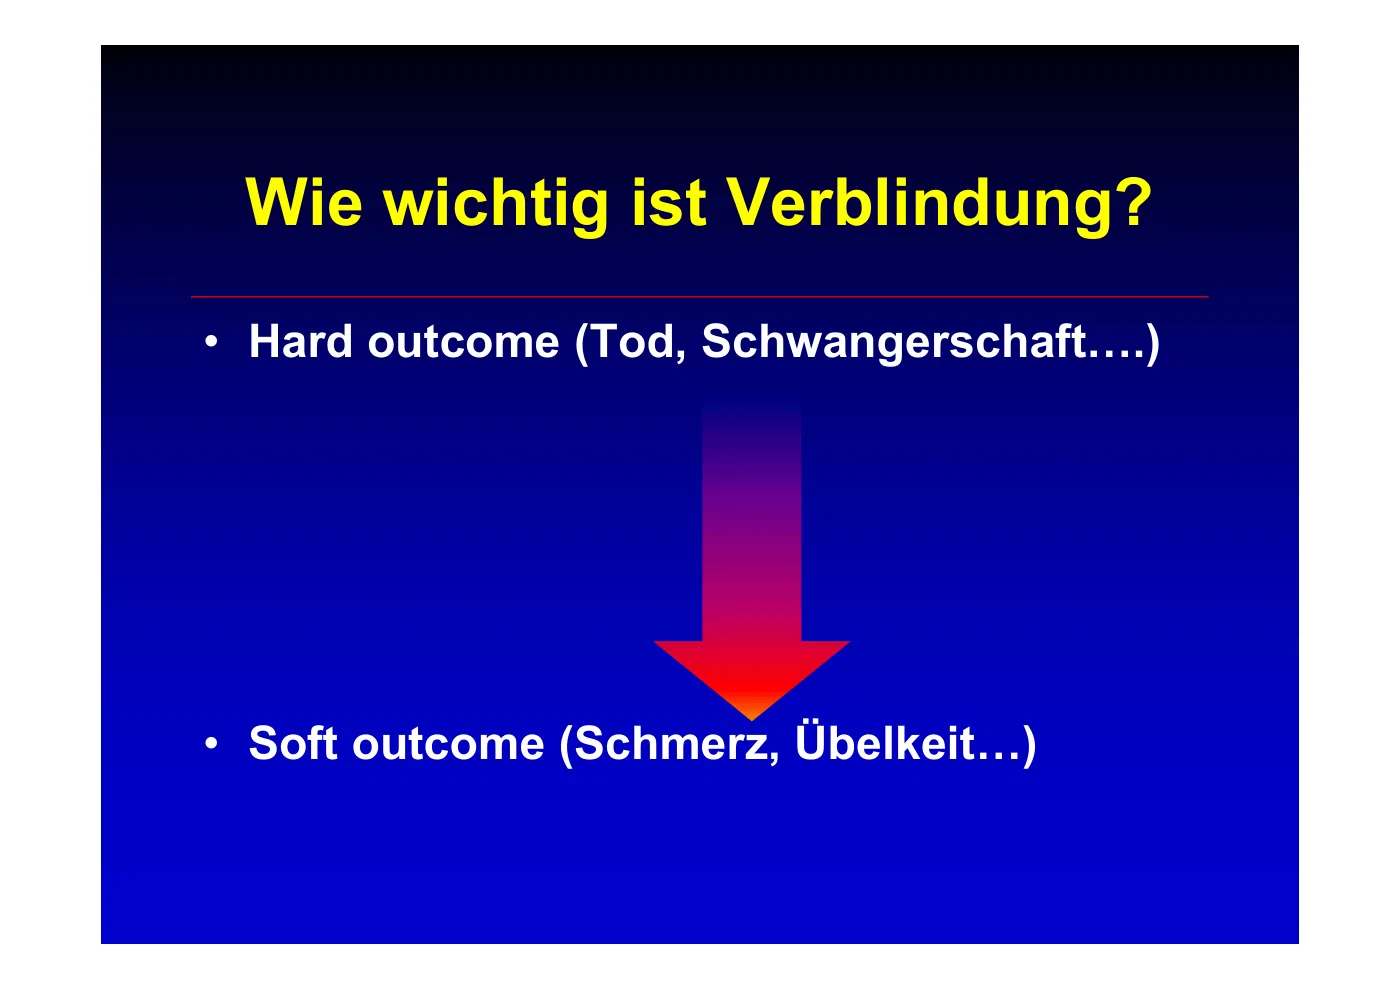 Wie wichtig ist Verblindung?
• Hard outcome (Tod, Schwangerschaft….)
• Soft outcome (Schmerz, Übelkeit…)